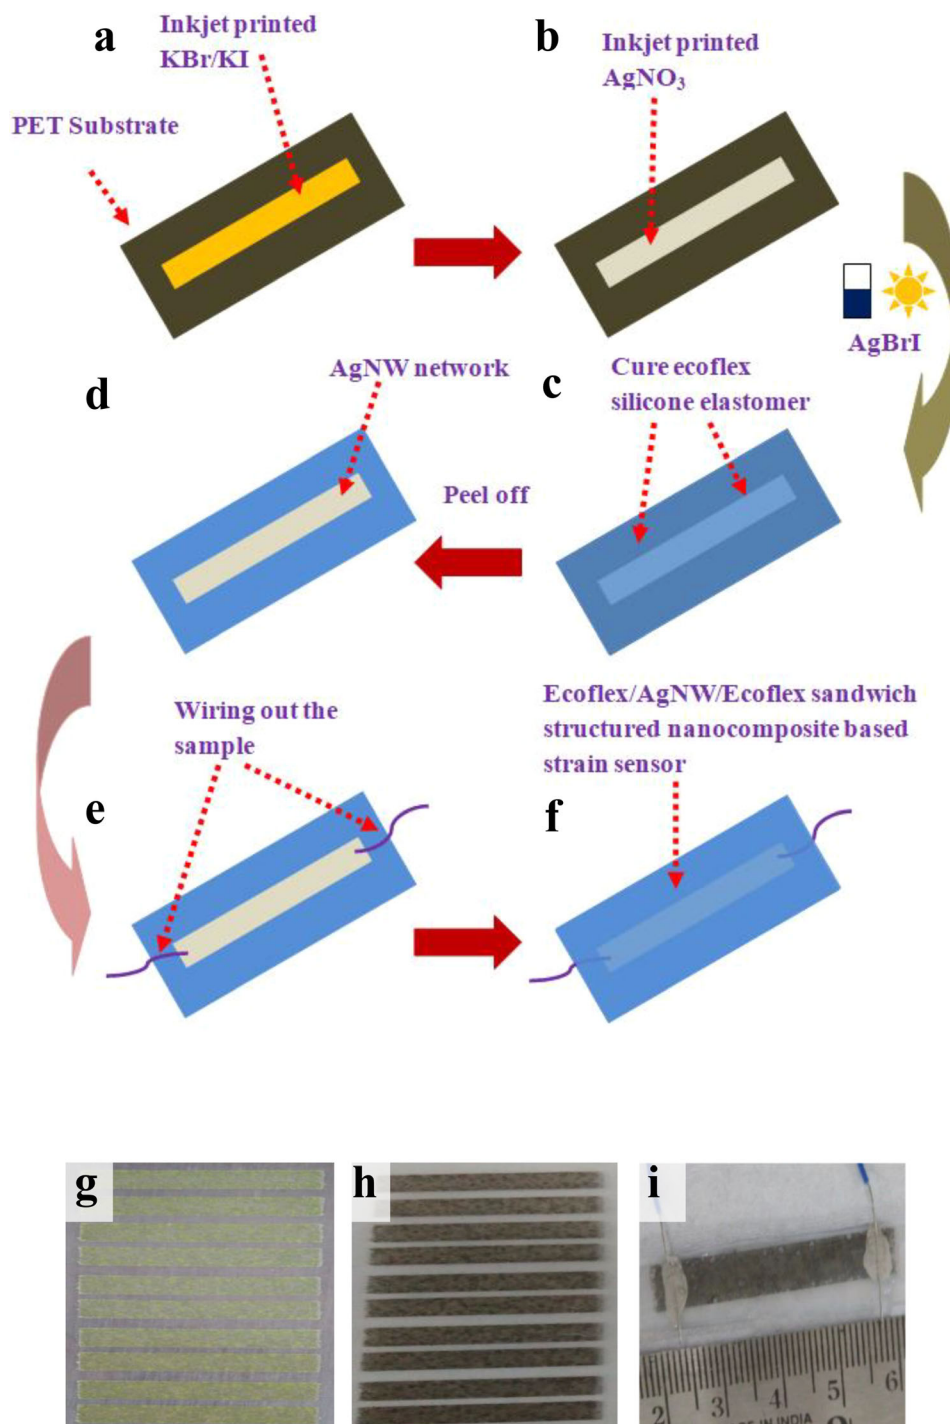 a
Inkjet printed
KBr/KI
PET Substrate
b
Inkjet printed
AgNO₃
AgBrI
d
AgNW network
c
Cure ecoflex
silicone elastomer
Peel off
Wiring out the
sample
e
Ecoflex/AgNW/Ecoflex sandwich
structured nanocomposite based
strain sensor
f
g
h
i
2 3 4 5 6
INDIA